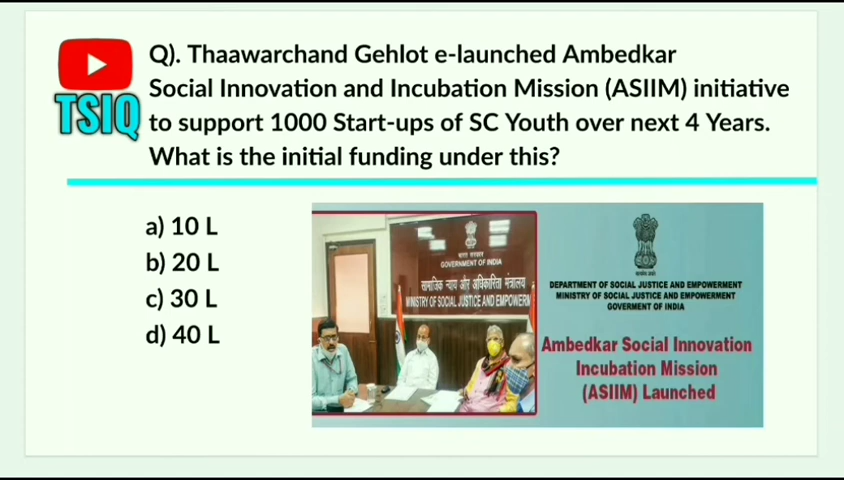 Q). Thaawarchand Gehlot e-launched Ambedkar
Social Innovation and Incubation Mission (ASIIM) initiative
to support 1000 Start-ups of SC Youth over next 4 Years.
What is the initial funding under this?
TSIQ
a) 10 L
b) 20 L
c) 30 L
d) 40 L
भारत सरकार
GOVERNMENT OF INDIA
सामाजिक न्याय और अधिकारिता मंत्रालय
MINISTRY OF SOCIAL JUSTICE AND EMPOWERM
DEPARTMENT OF SOCIAL JUSTICE AND EMPOWERMENT
MINISTRY OF SOCIAL JUSTICE AND EMPOWERMENT
GOVERMENT OF INDIA
Ambedkar Social Innovation
Incubation Mission
(ASIIM) Launched